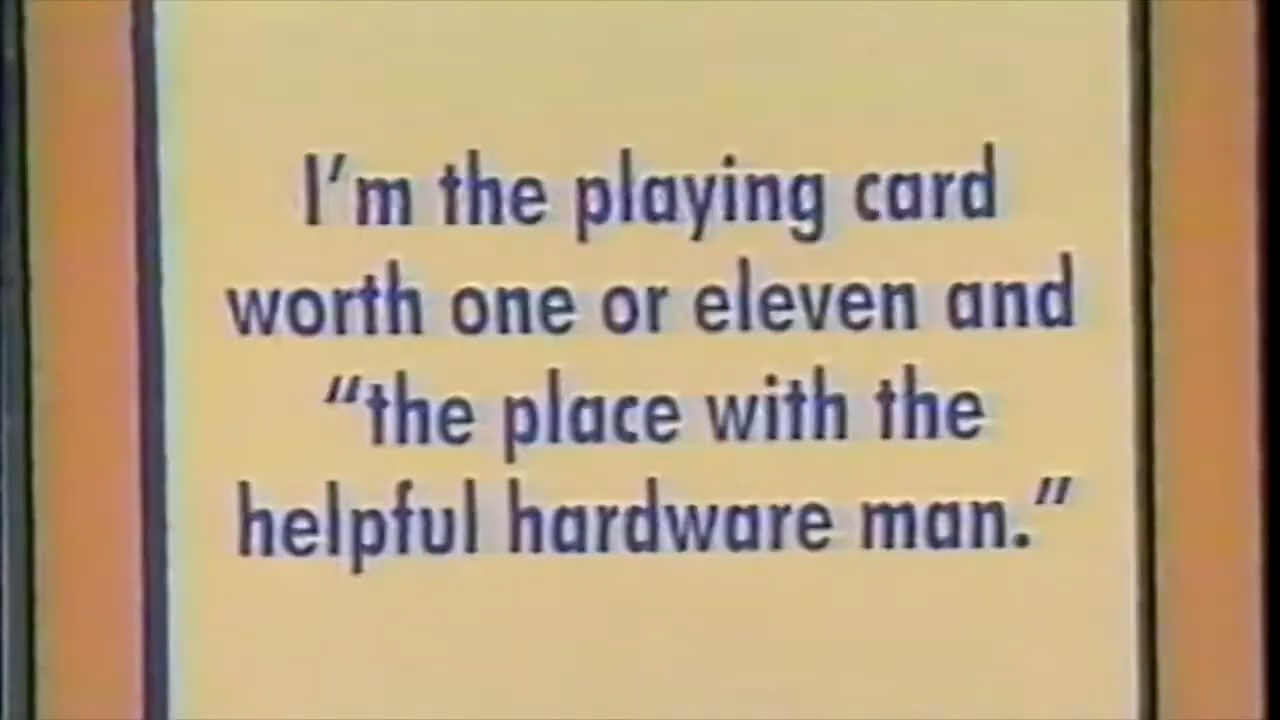 I'm the playing card
worth one or eleven and
“the place with the
helpful hardware man.”